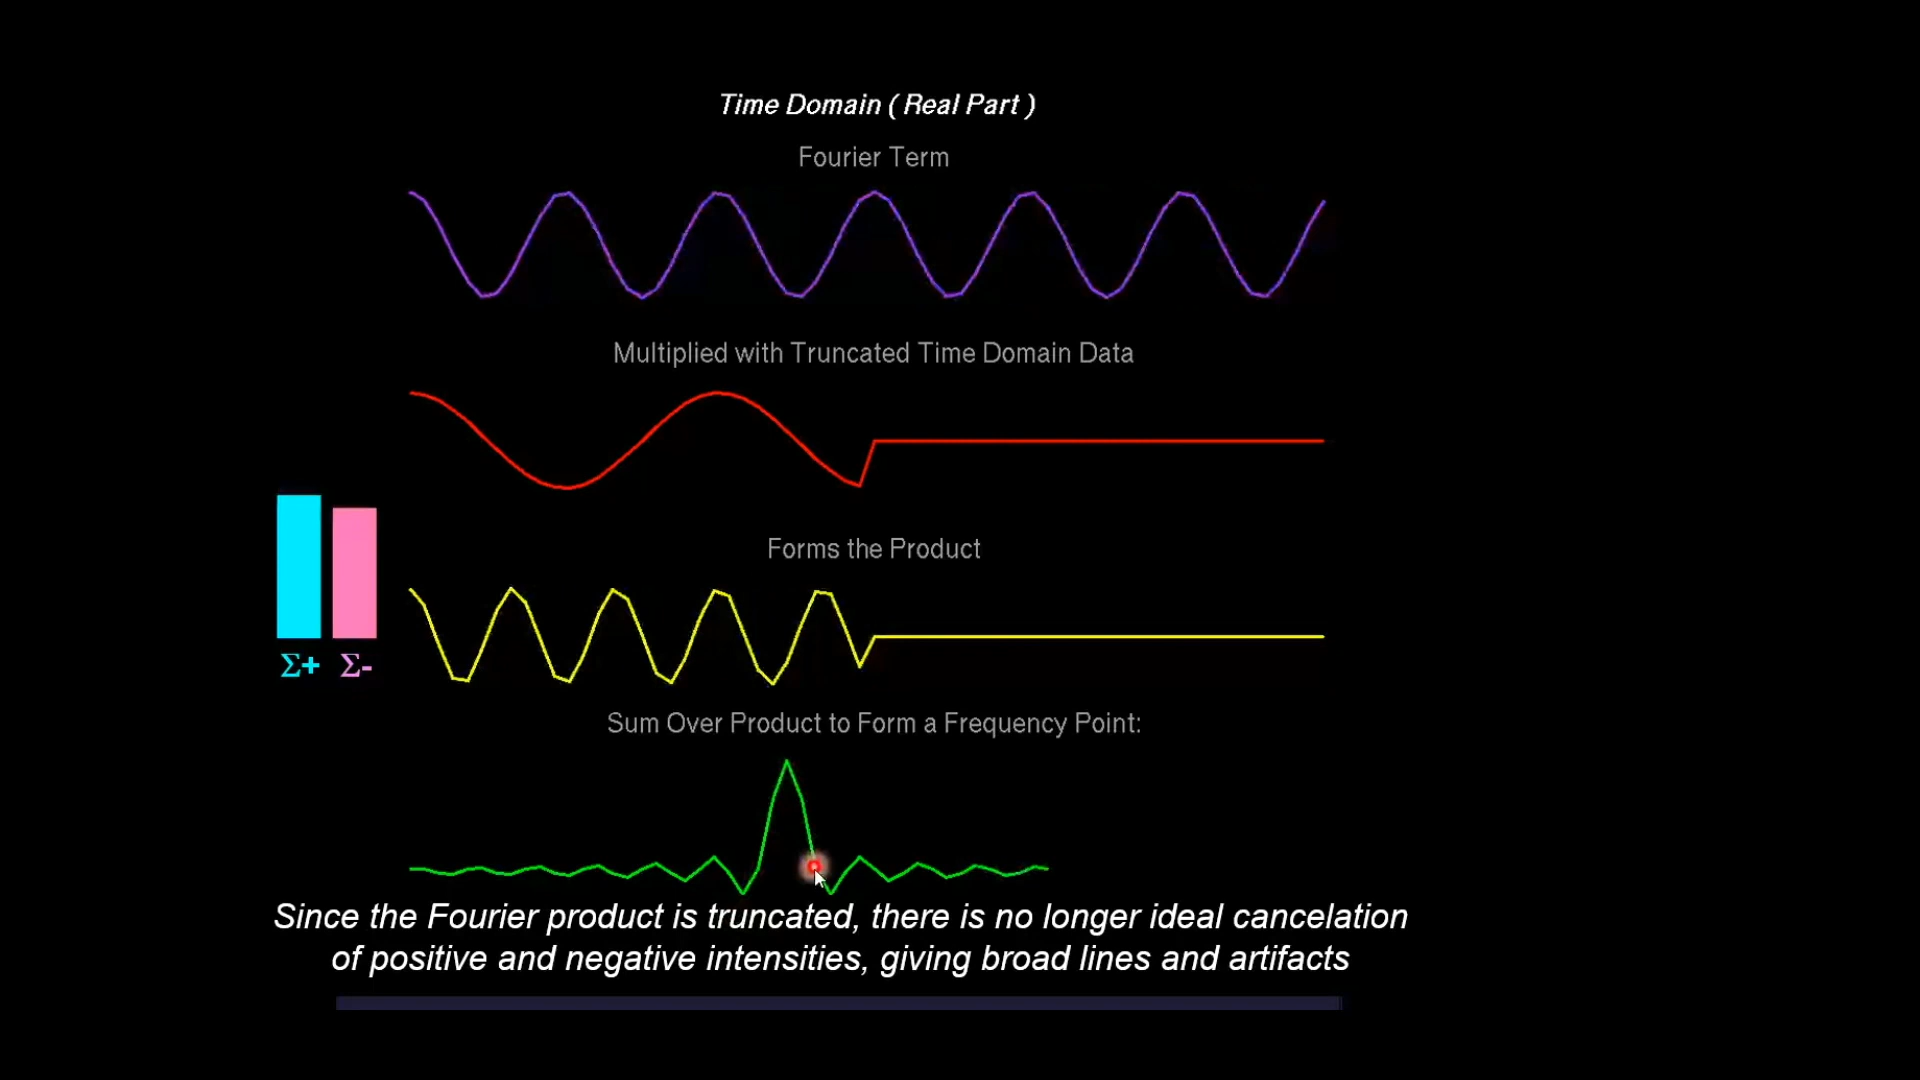 Time Domain ( Real Part )
Fourier Term
Multiplied with Truncated Time Domain Data
Forms the Product
Σ+ Σ-
Sum Over Product to Form a Frequency Point:
Since the Fourier product is truncated, there is no longer ideal cancelation
of positive and negative intensities, giving broad lines and artifacts